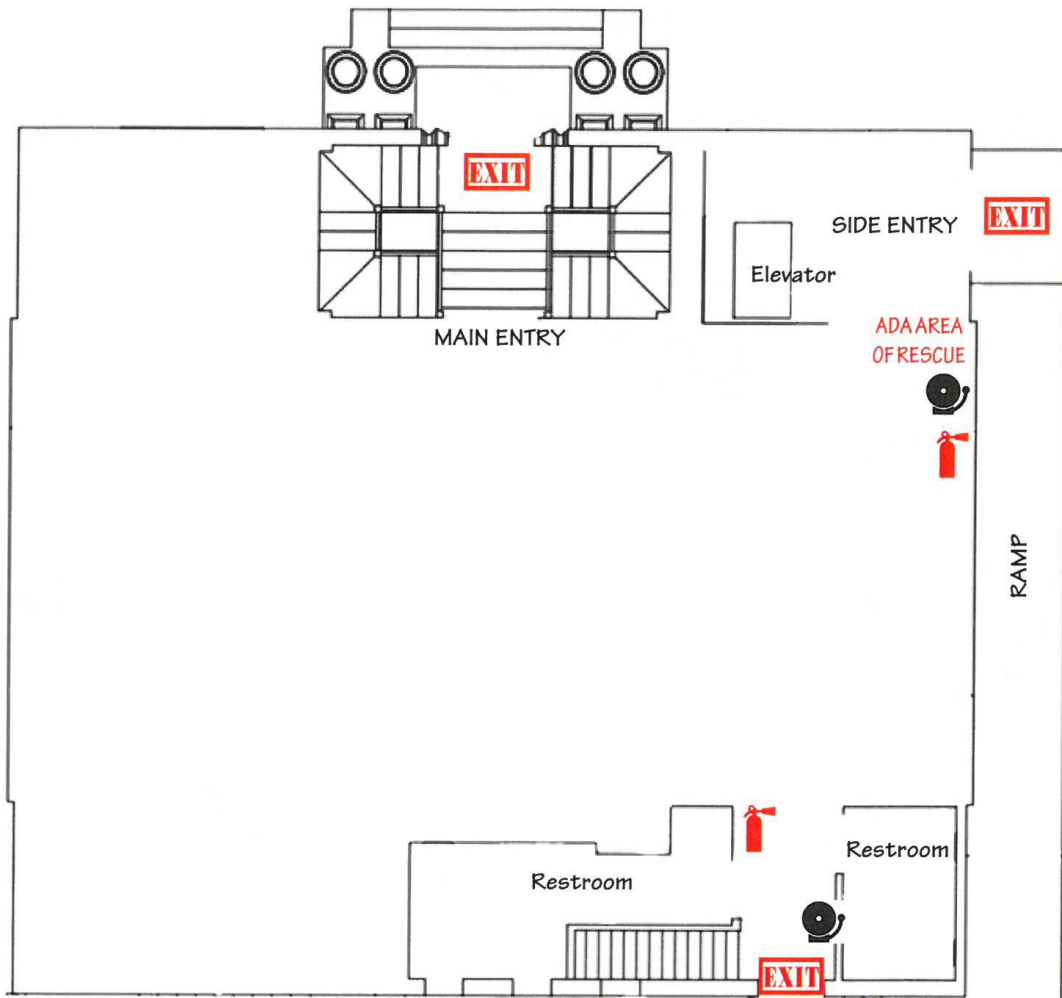 EXIT
SIDE ENTRY
EXIT
Elevator
MAIN ENTRY
ADA AREA
OF RESCUE
RAMP
Restroom
Restroom
EXIT